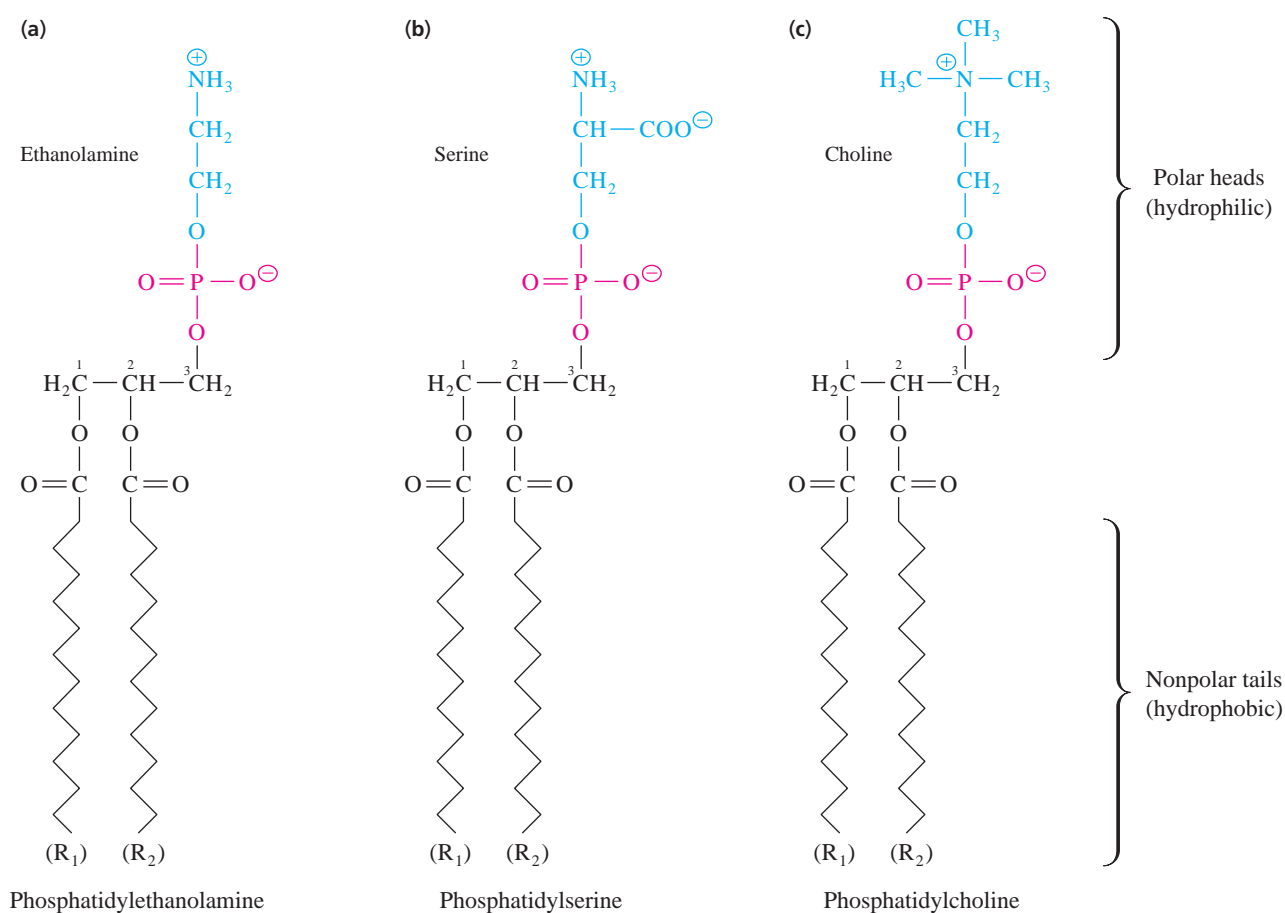 (a)
⊕
NH₃
CH₂
Ethanolamine
CH₂
O
O=P—O⊖
O
1 2 3
H₂C—CH—CH₂
O O
O=C C=O
(R₁) (R₂)
Phosphatidylethanolamine
(b)
⊕
NH₃
CH—COO⊖
Serine
CH₂
O
O=P—O⊖
O
1 2 3
H₂C—CH—CH₂
O O
O=C C=O
(R₁) (R₂)
Phosphatidylserine
(c)
CH₃
⊕
H₃C—N—CH₃
CH₂
Choline
CH₂
O
O=P—O⊖
O
1 2 3
H₂C—CH—CH₂
O O
O=C C=O
(R₁) (R₂)
Phosphatidylcholine
Polar heads
(hydrophilic)
Nonpolar tails
(hydrophobic)